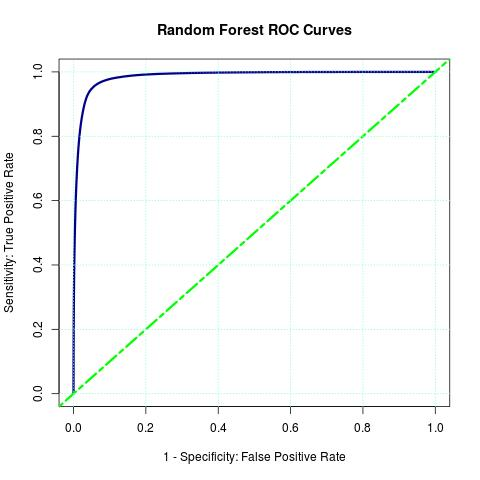 Random Forest ROC Curves
Sensitivity: True Positive Rate
1.0
0.8
0.6
0.4
0.2
0.0
0.0 0.2 0.4 0.6 0.8 1.0
1 - Specificity: False Positive Rate